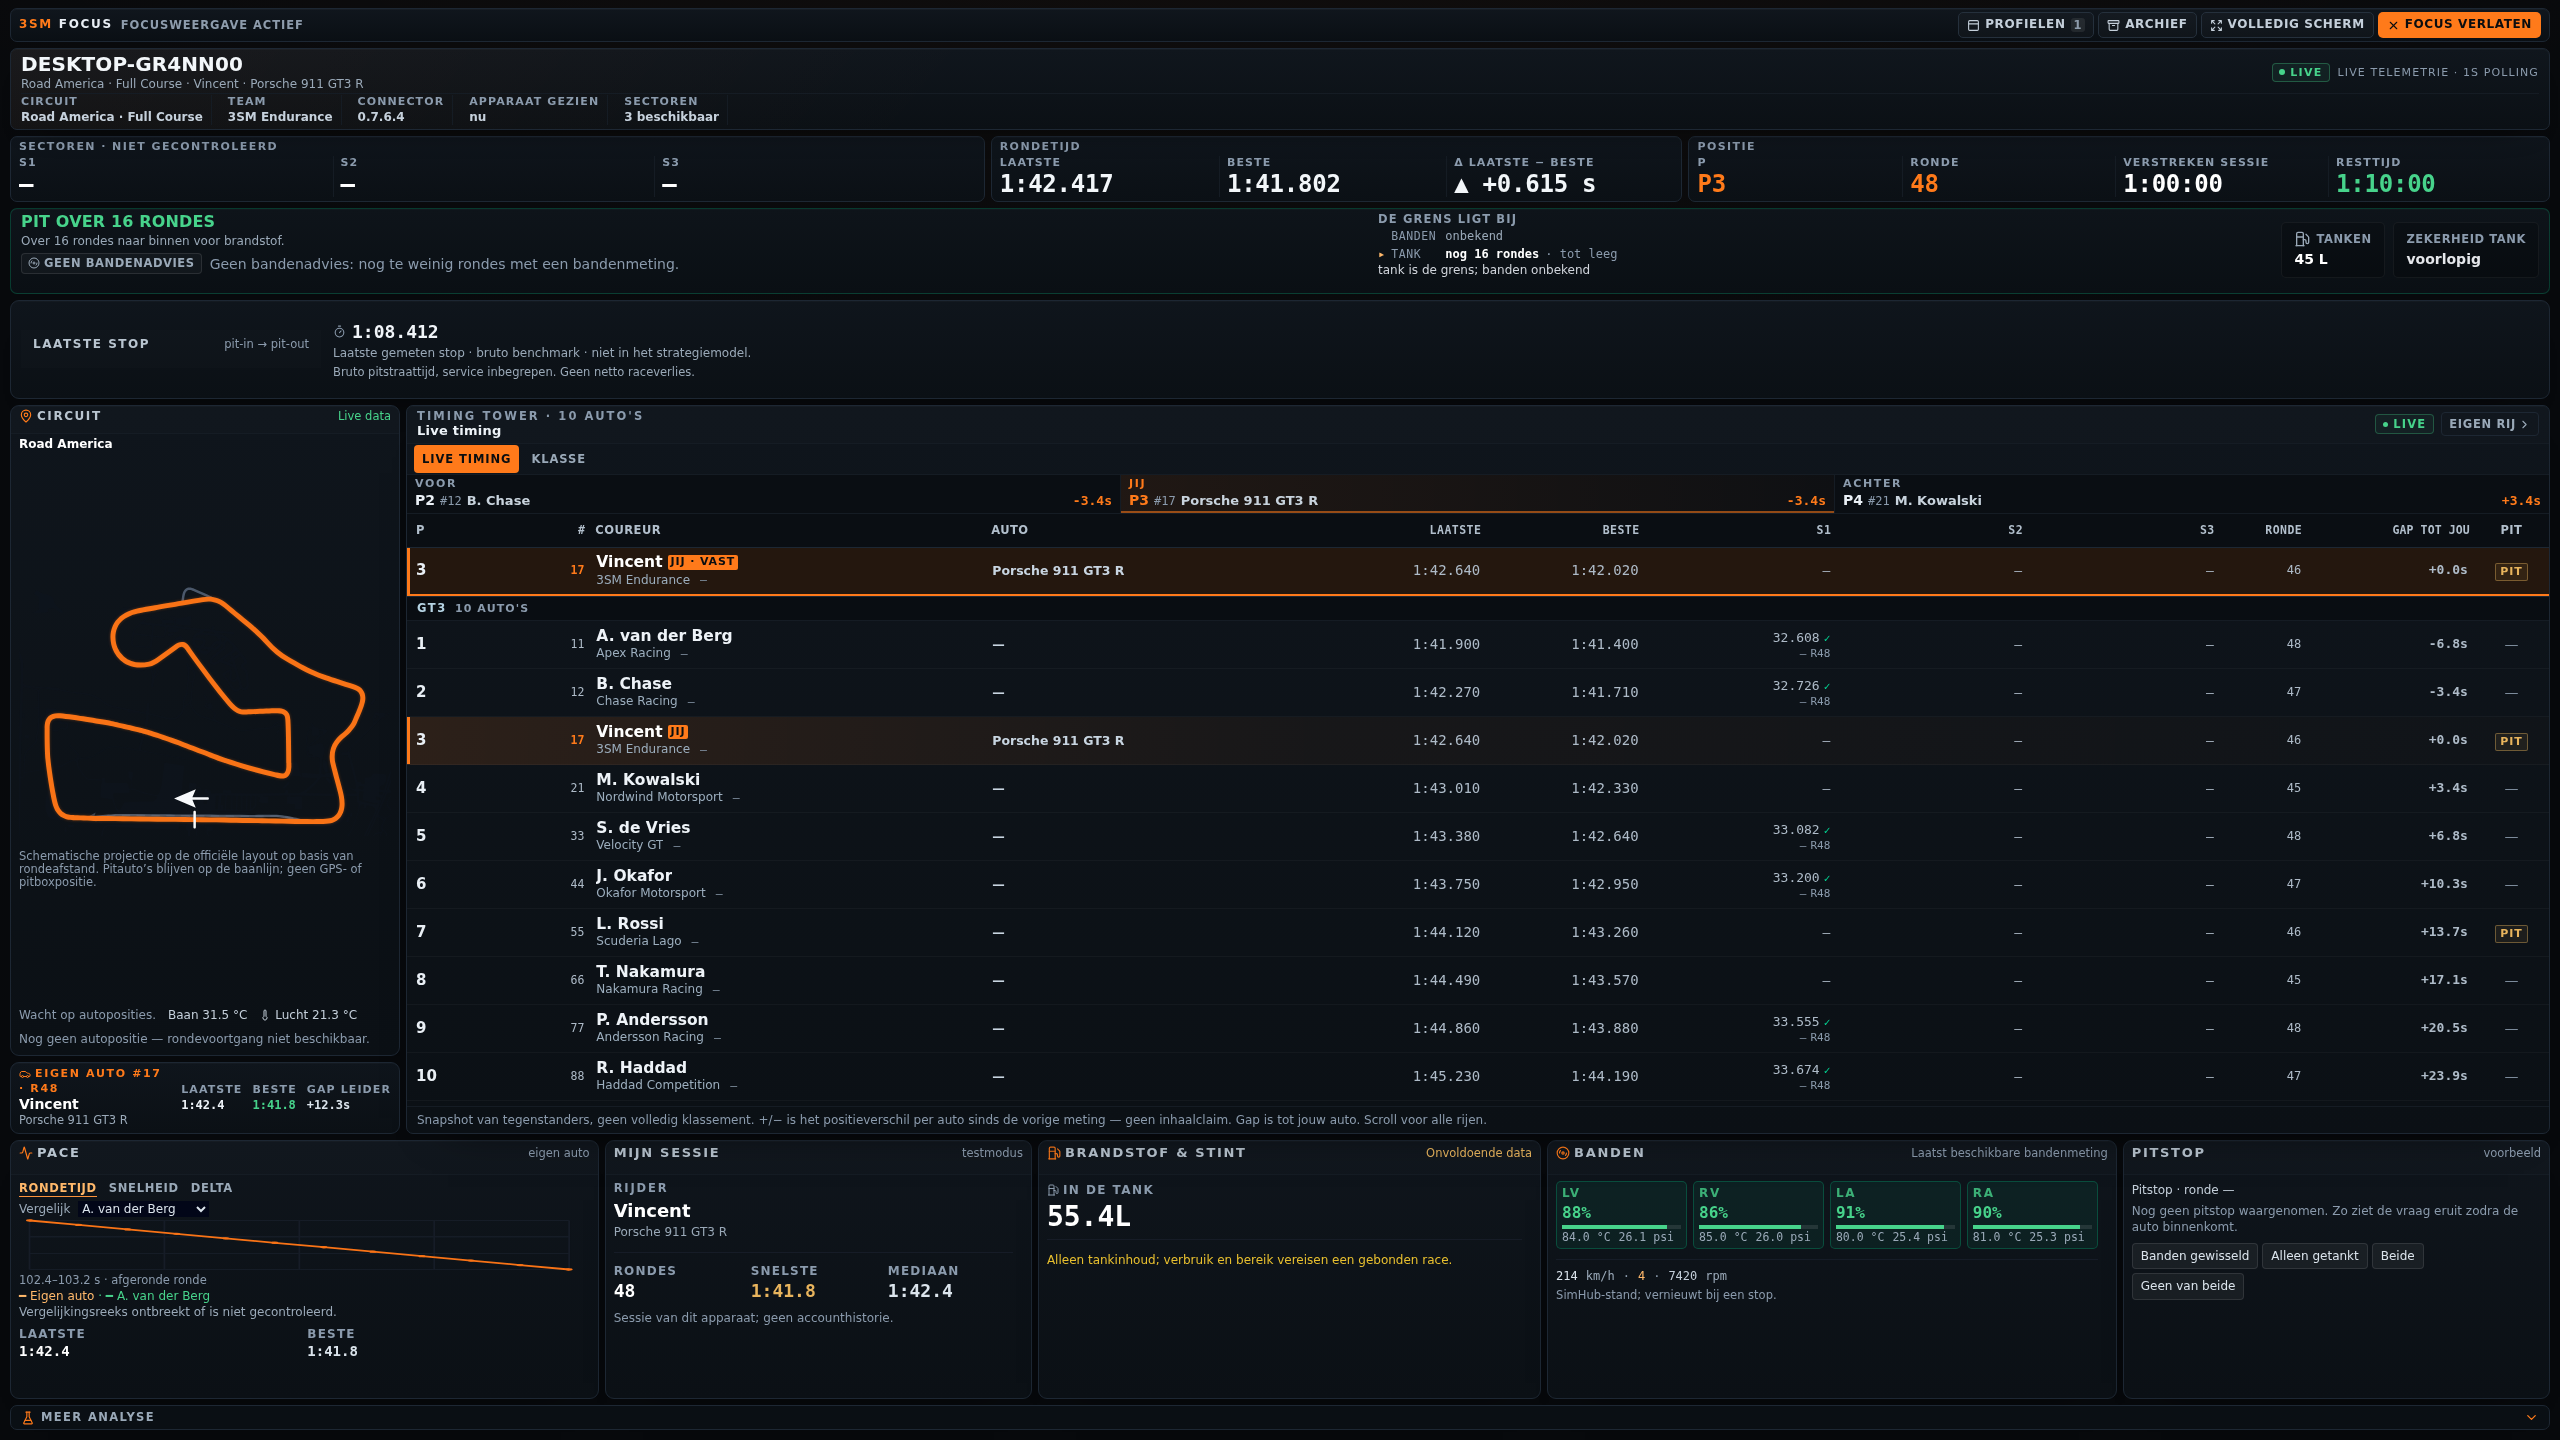 3SM FOCUS FOCUSWEERGAVE ACTIEF PROFIELEN 1 ARCHIEF VOLLEDIG SCHERM FOCUS VERLATEN
DESKTOP-GR4NN00
Road America · Full Course · Vincent · Porsche 911 GT3 R
LIVE LIVE TELEMETRIE · 1S POLLING
CIRCUIT TEAM CONNECTOR APPARAAT GEZIEN SECTOREN
Road America · Full Course 3SM Endurance 0.7.6.4 nu 3 beschikbaar
SECTOREN · NIET GECONTROLEERD RONDETIJD POSITIE
S1 S2 S3 LAATSTE BESTE Δ LAATSTE − BESTE P RONDE VERSTREKEN SESSIE RESTTIJD
— — — 1:42.417 1:41.802 ▲ +0.615 s P3 48 1:00:00 1:10:00
PIT OVER 16 RONDES
Over 16 rondes naar binnen voor brandstof.
GEEN BANDENADVIES Geen bandenadvies: nog te weinig rondes met een bandenmeting.
DE GRENS LIGT BIJ
BANDEN onbekend
▸ TANK nog 16 rondes · tot leeg
tank is de grens; banden onbekend
TANKEN
45 L
ZEKERHEID TANK
voorlopig
LAATSTE STOP pit-in → pit-out
1:08.412
Laatste gemeten stop · bruto benchmark · niet in het strategiemodel.
Bruto pitstraattijd, service inbegrepen. Geen netto raceverlies.
CIRCUIT Live data
Road America
Schematische projectie op de officiële layout op basis van
rondeafstand. Pitauto’s blijven op de baanlijn; geen GPS- of
pitboxpositie.
Wacht op autoposities. Baan 31.5 °C Lucht 21.3 °C
Nog geen autopositie — rondevoortgang niet beschikbaar.
EIGEN AUTO #17
· R48
Vincent
Porsche 911 GT3 R
LAATSTE BESTE GAP LEIDER
1:42.4 1:41.8 +12.3s
TIMING TOWER · 10 AUTO'S
Live timing
LIVE EIGEN RIJ
LIVE TIMING KLASSE
VOOR
P2 #12 B. Chase -3.4s
JIJ
P3 #17 Porsche 911 GT3 R -3.4s
ACHTER
P4 #21 M. Kowalski +3.4s
P # COUREUR AUTO LAATSTE BESTE S1 S2 S3 RONDE GAP TOT JOU PIT
3 17 Vincent JIJ · VAST Porsche 911 GT3 R 1:42.640 1:42.020 — — — 46 +0.0s PIT
3SM Endurance —
GT3 10 AUTO'S
1 11 A. van der Berg — 1:41.900 1:41.400 32.608 ✓ — — 48 -6.8s —
Apex Racing — — R48
2 12 B. Chase — 1:42.270 1:41.710 32.726 ✓ — — 47 -3.4s —
Chase Racing — — R48
3 17 Vincent JIJ Porsche 911 GT3 R 1:42.640 1:42.020 — — — 46 +0.0s PIT
3SM Endurance —
4 21 M. Kowalski — 1:43.010 1:42.330 — — — 45 +3.4s —
Nordwind Motorsport —
5 33 S. de Vries — 1:43.380 1:42.640 33.082 ✓ — — 48 +6.8s —
Velocity GT — — R48
6 44 J. Okafor — 1:43.750 1:42.950 33.200 ✓ — — 47 +10.3s —
Okafor Motorsport — — R48
7 55 L. Rossi — 1:44.120 1:43.260 — — — 46 +13.7s PIT
Scuderia Lago —
8 66 T. Nakamura — 1:44.490 1:43.570 — — — 45 +17.1s —
Nakamura Racing —
9 77 P. Andersson — 1:44.860 1:43.880 33.555 ✓ — — 48 +20.5s —
Andersson Racing — — R48
10 88 R. Haddad — 1:45.230 1:44.190 33.674 ✓ — — 47 +23.9s —
Haddad Competition — — R48
Snapshot van tegenstanders, geen volledig klassement. +/− is het positieverschil per auto sinds de vorige meting — geen inhaalclaim. Gap is tot jouw auto. Scroll voor alle rijen.
PACE eigen auto
RONDETIJD SNELHEID DELTA
Vergelijk A. van der Berg
102.4–103.2 s · afgeronde ronde
━ Eigen auto · ━ A. van der Berg
Vergelijkingsreeks ontbreekt of is niet gecontroleerd.
LAATSTE BESTE
1:42.4 1:41.8
MIJN SESSIE testmodus
RIJDER
Vincent
Porsche 911 GT3 R
RONDES SNELSTE MEDIAAN
48 1:41.8 1:42.4
Sessie van dit apparaat; geen accounthistorie.
BRANDSTOF & STINT Onvoldoende data
IN DE TANK
55.4L
Alleen tankinhoud; verbruik en bereik vereisen een gebonden race.
BANDEN Laatst beschikbare bandenmeting
LV RV LA RA
88% 86% 91% 90%
84.0 °C 26.1 psi 85.0 °C 26.0 psi 80.0 °C 25.4 psi 81.0 °C 25.3 psi
214 km/h · 4 · 7420 rpm
SimHub-stand; vernieuwt bij een stop.
PITSTOP voorbeeld
Pitstop · ronde —
Nog geen pitstop waargenomen. Zo ziet de vraag eruit zodra de
auto binnenkomt.
Banden gewisseld Alleen getankt Beide
Geen van beide
MEER ANALYSE